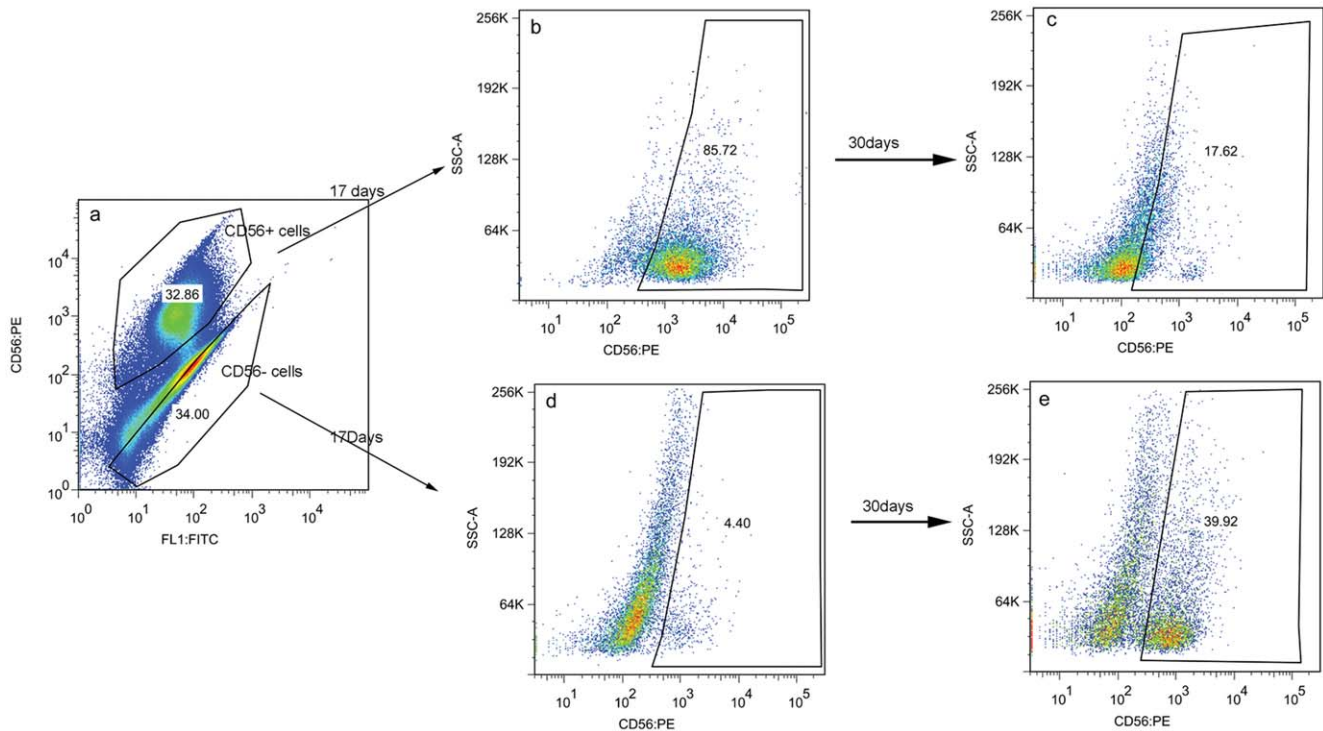 a
CD56:PE
10^4
10^3
10^2
10^1
10^0
CD56+ cells
32.86
CD56- cells
34.00
10^0 10^1 10^2 10^3 10^4
FL1:FITC
17 days
17Days
b
SSC-A
256K
192K
128K
64K
85.72
10^1 10^2 10^3 10^4 10^5
CD56:PE
30days
c
SSC-A
256K
192K
128K
64K
17.62
10^1 10^2 10^3 10^4 10^5
CD56:PE
d
SSC-A
256K
192K
128K
64K
4.40
10^1 10^2 10^3 10^4 10^5
CD56:PE
30days
e
SSC-A
256K
192K
128K
64K
39.92
10^1 10^2 10^3 10^4 10^5
CD56:PE